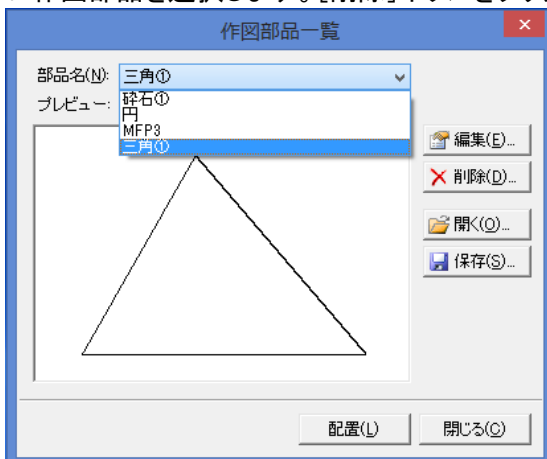 作図部品一覧
部品名(N): 三角①
プレビュー:
砕石①
円
MFP3
三角①
編集(E)...
削除(D)...
開く(O)...
保存(S)...
配置(L)
閉じる(C)